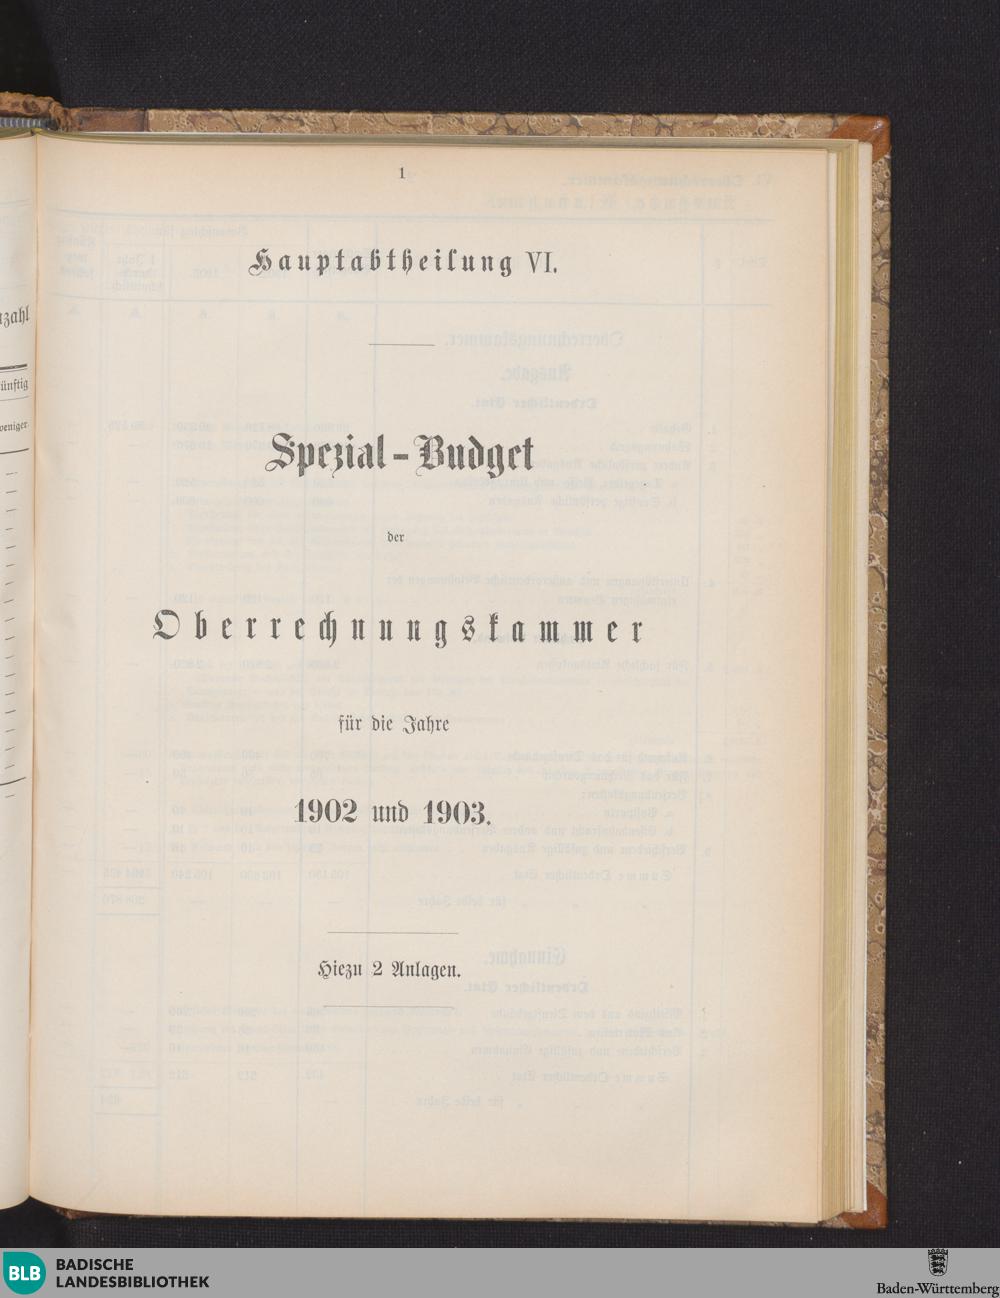 1
Hauptabtheilung VI.
Spezial-Budget
der
Oberrechnungskammer
für die Jahre
1902 und 1903.
Hiezu 2 Anlagen.
BLB BADISCHE
LANDESBIBLIOTHEK
Baden-Württemberg